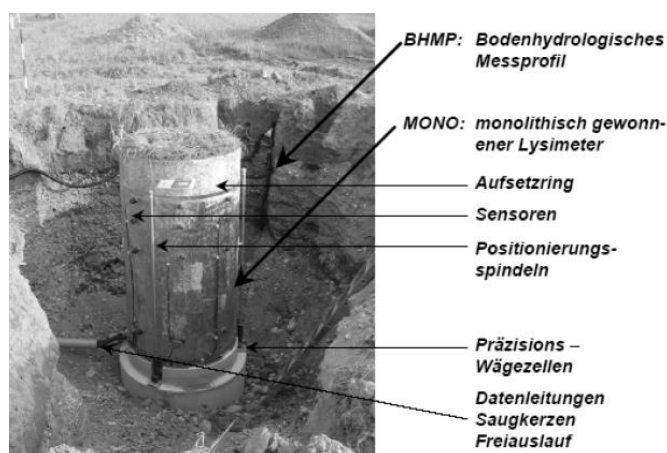 BHMP: Bodenhydrologisches
Messprofil
MONO: monolithisch gewonn-
ener Lysimeter
Aufsetzring
Sensoren
Positionierungs-
spindeln
Präzisions –
Wägezellen
Datenleitungen
Saugkerzen
Freiauslauf